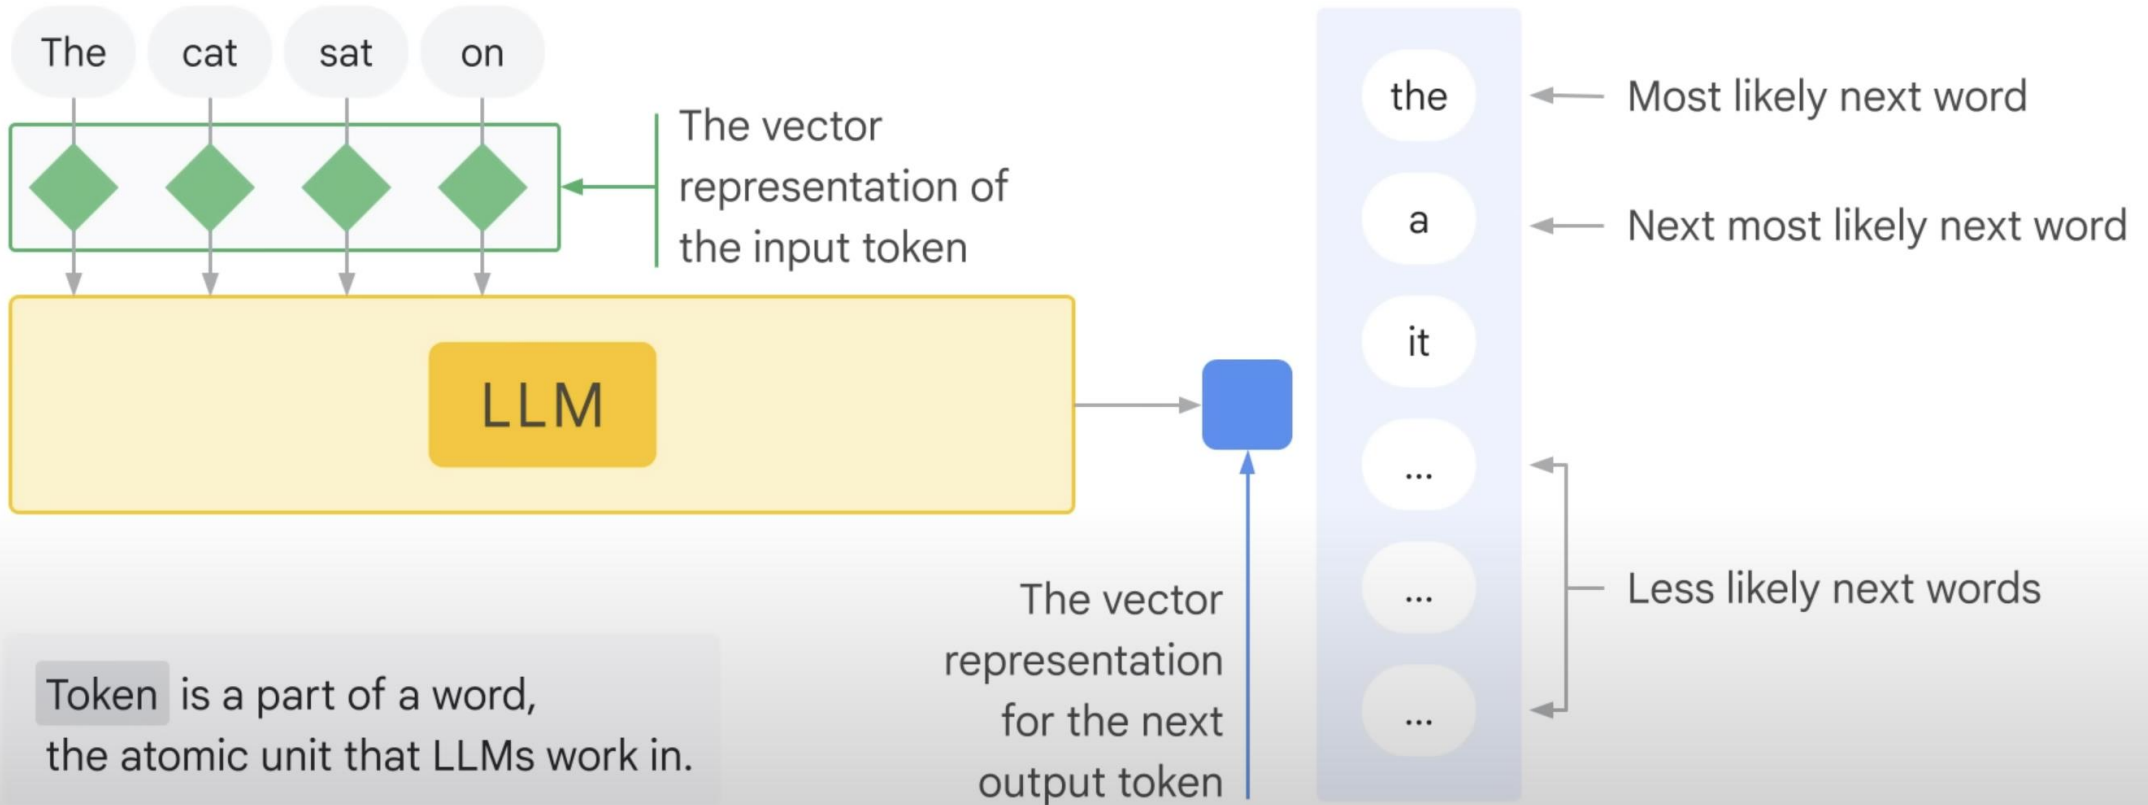 The cat sat on
The vector
representation of
the input token
LLM
The vector
representation
for the next
output token
the
a
it
...
...
...
Most likely next word
Next most likely next word
Less likely next words
Token is a part of a word,
the atomic unit that LLMs work in.